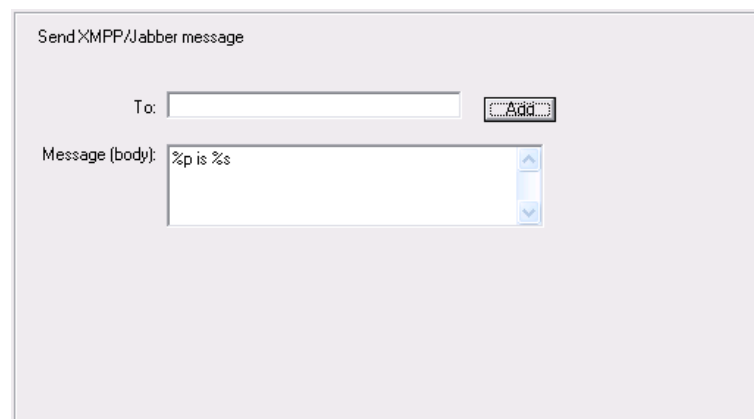 Send XMPP/Jabber message
To:
Add
Message (body):
%p is %s